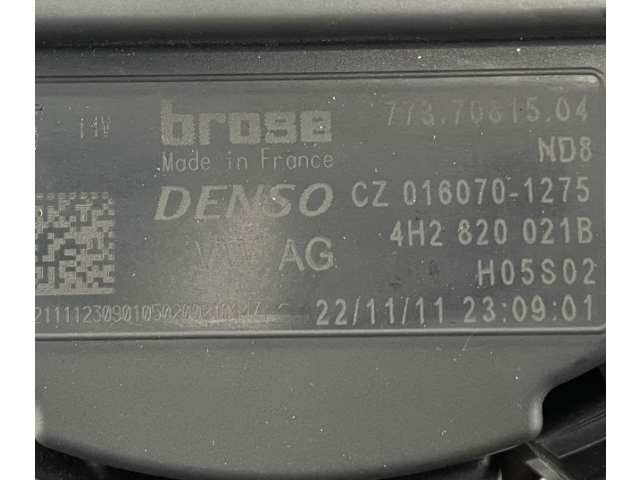 14V brose 773.70815.04
Made in France ND8
DENSO CZ 016070-1275
AG 4H2 820 021B
H05S02
22/11/11 23:09:01